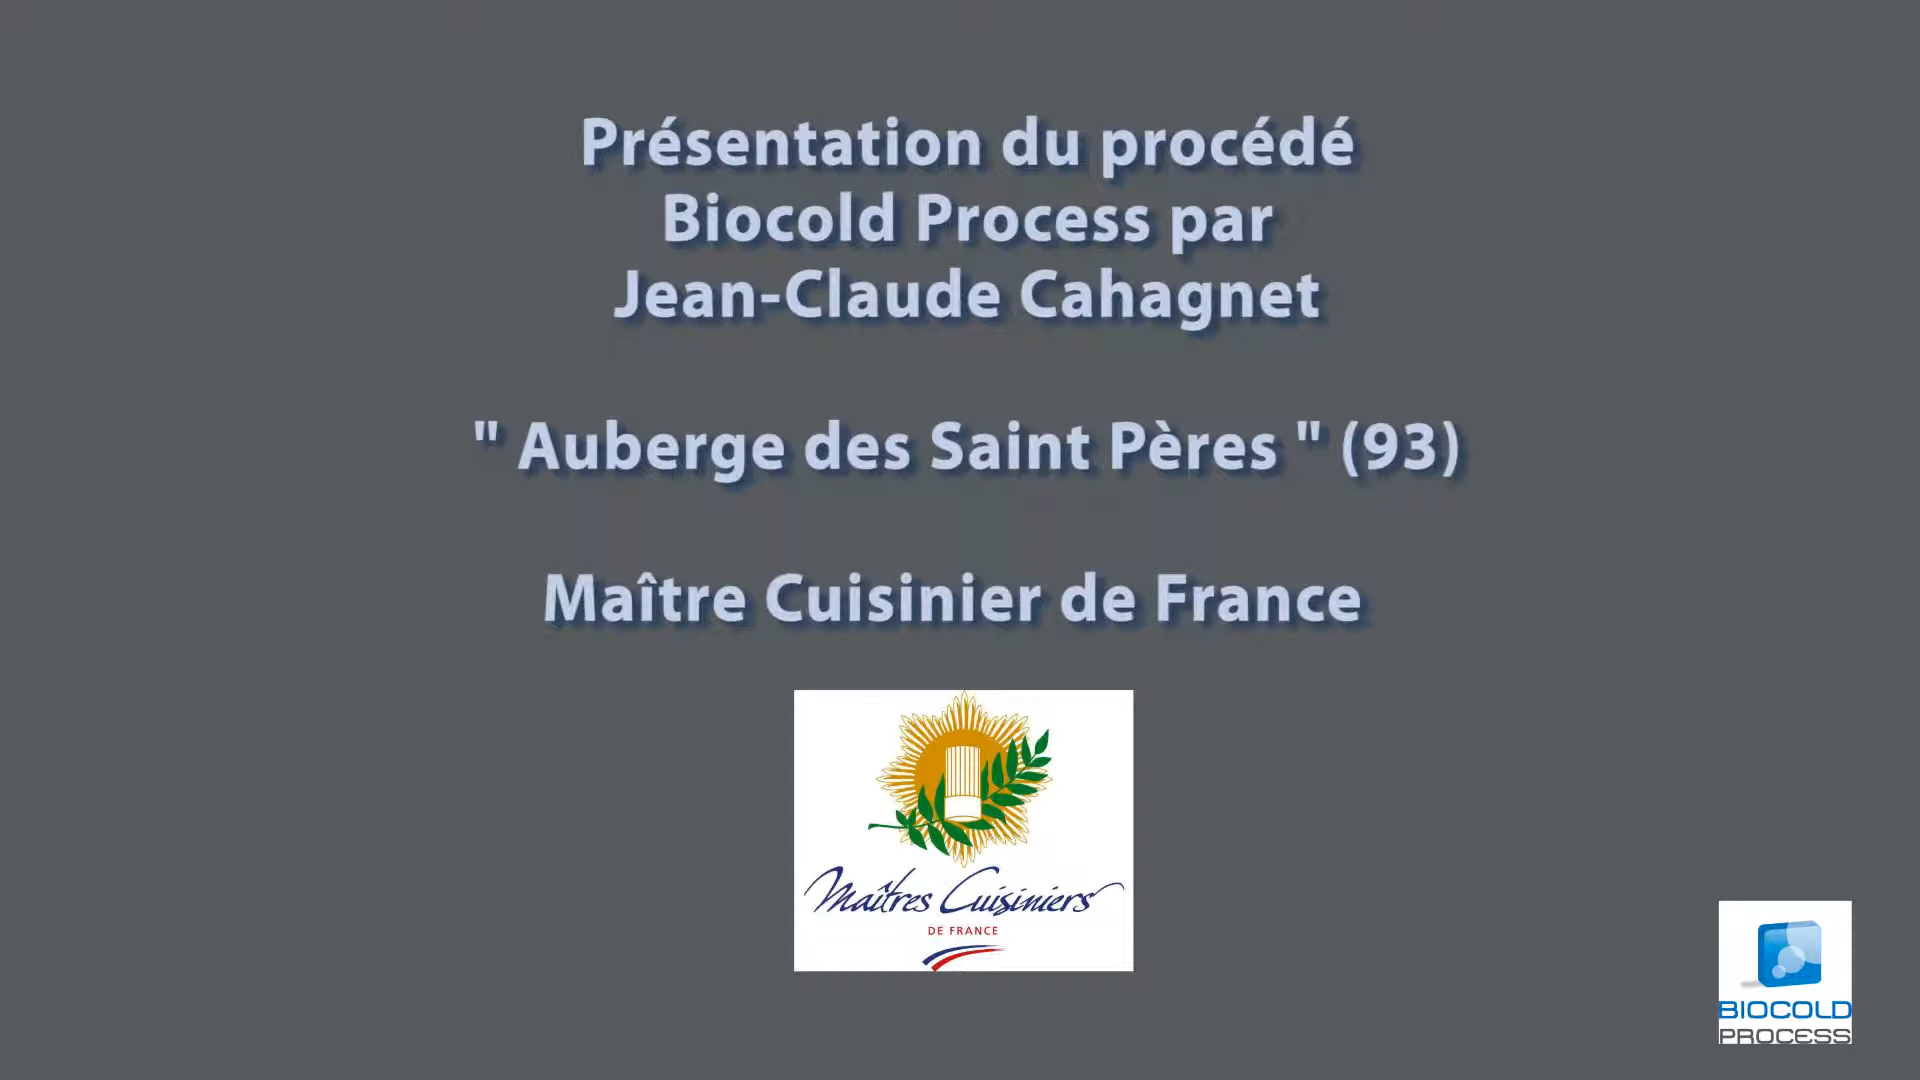 Présentation du procédé
Biocold Process par
Jean-Claude Cahagnet
" Auberge des Saint Pères " (93)
Maître Cuisinier de France
Maîtres Cuisiniers
DE FRANCE
BIOCOLD
PROCESS